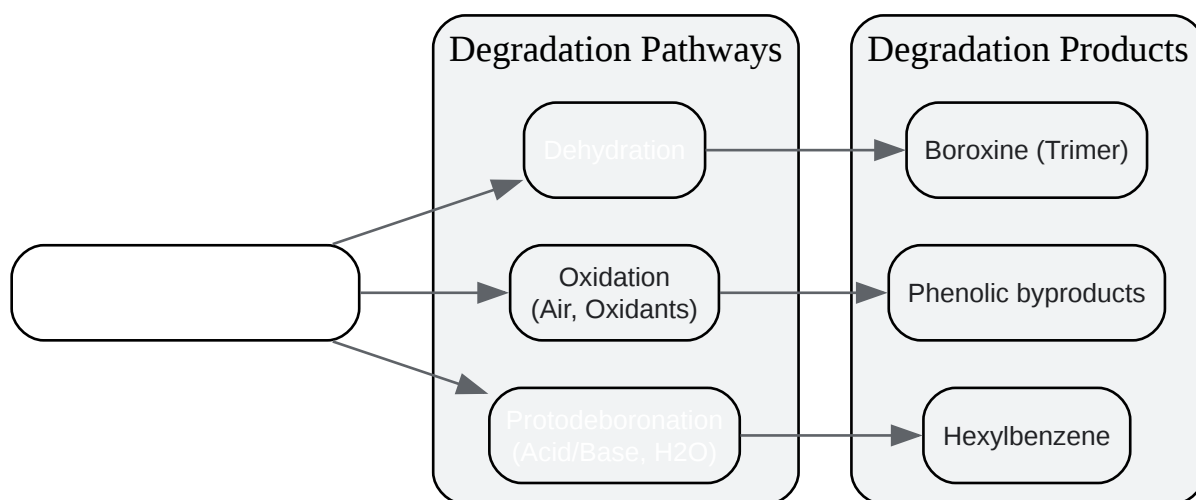 Degradation Pathways
Degradation Products
Dehydration
Boroxine (Trimer)
Oxidation
(Air, Oxidants)
Phenolic byproducts
Protodeboronation
(Acid/Base, H2O)
Hexylbenzene